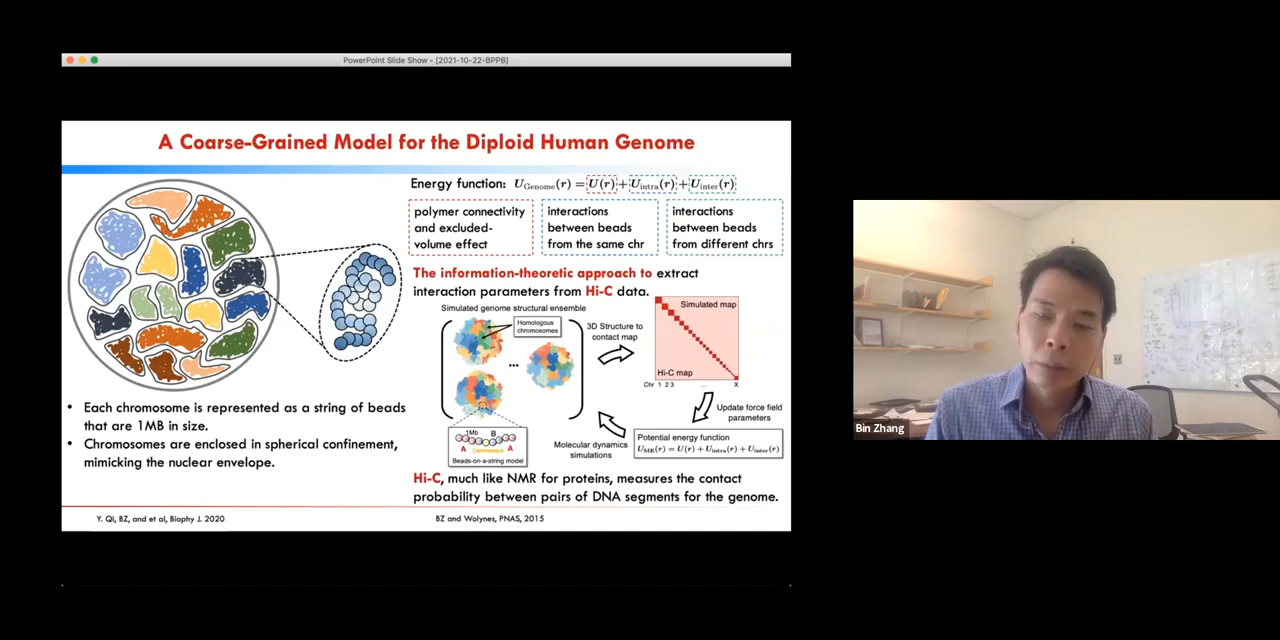 PowerPoint Slide Show - [2021-10-22-BPPB]
A Coarse-Grained Model for the Diploid Human Genome
Energy function: U_Genome(r) = U(r) + U_intra(r) + U_inter(r)
polymer connectivity
and excluded-
volume effect
interactions
between beads
from the same chr
interactions
between beads
from different chrs
The information-theoretic approach to extract
interaction parameters from Hi-C data.
Simulated genome structural ensemble
Homologous
chromosomes
...
3D Structure to
contact map
Simulated map
Hi-C map
Chr 1 2 3 ... X
Update force field
parameters
Potential energy function
U_ME(r) = U(r) + U_intra(r) + U_inter(r)
Molecular dynamics
simulations
1Mb B
A Centromere A
Beads-on-a-string model
• Each chromosome is represented as a string of beads
that are 1MB in size.
• Chromosomes are enclosed in spherical confinement,
mimicking the nuclear envelope.
Hi-C, much like NMR for proteins, measures the contact
probability between pairs of DNA segments for the genome.
Y. Qi, BZ, and et al, Biophy J. 2020
BZ and Wolynes, PNAS, 2015
Bin Zhang